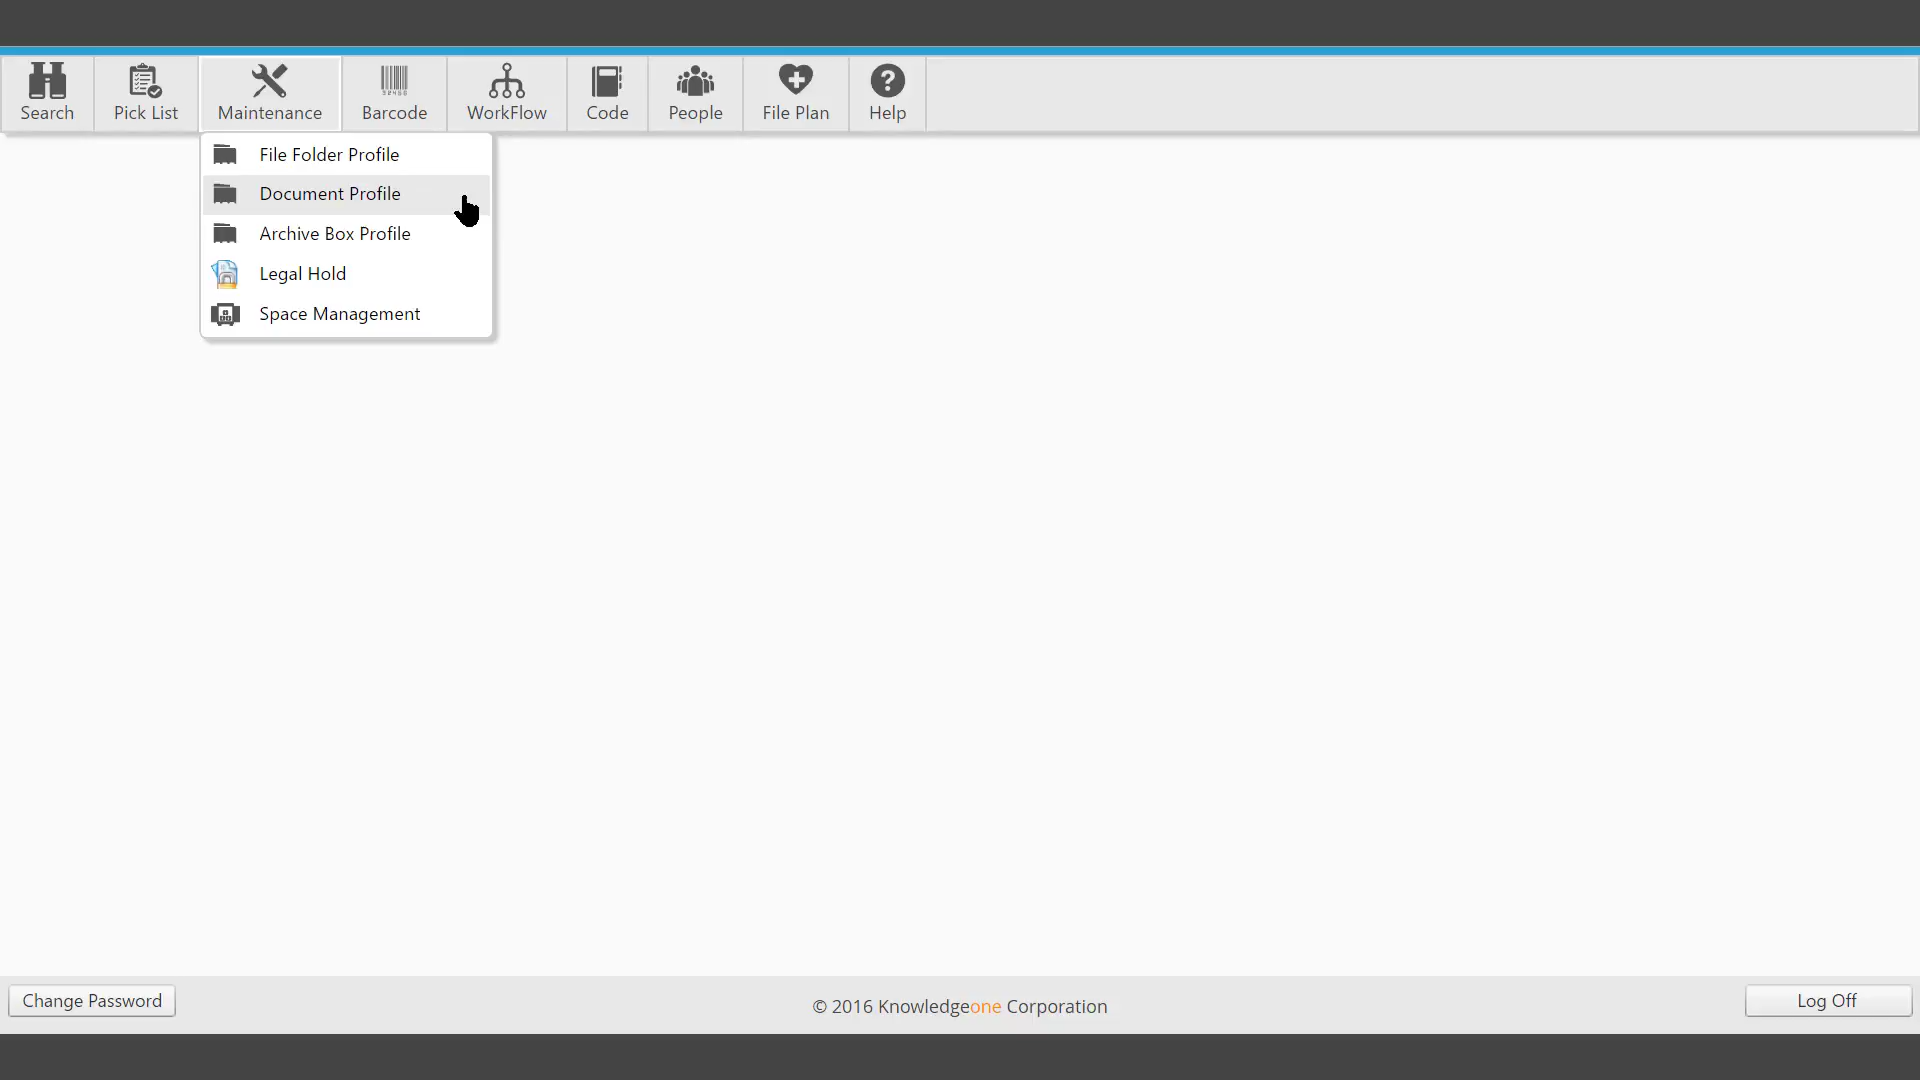 Search
Pick List
Maintenance
Barcode
WorkFlow
Code
People
File Plan
Help
File Folder Profile
Document Profile
Archive Box Profile
Legal Hold
Space Management
Change Password
© 2016 Knowledgeone Corporation
Log Off